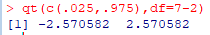 > qt(c(.025,.975),df=7-2)
[1] -2.570582  2.570582